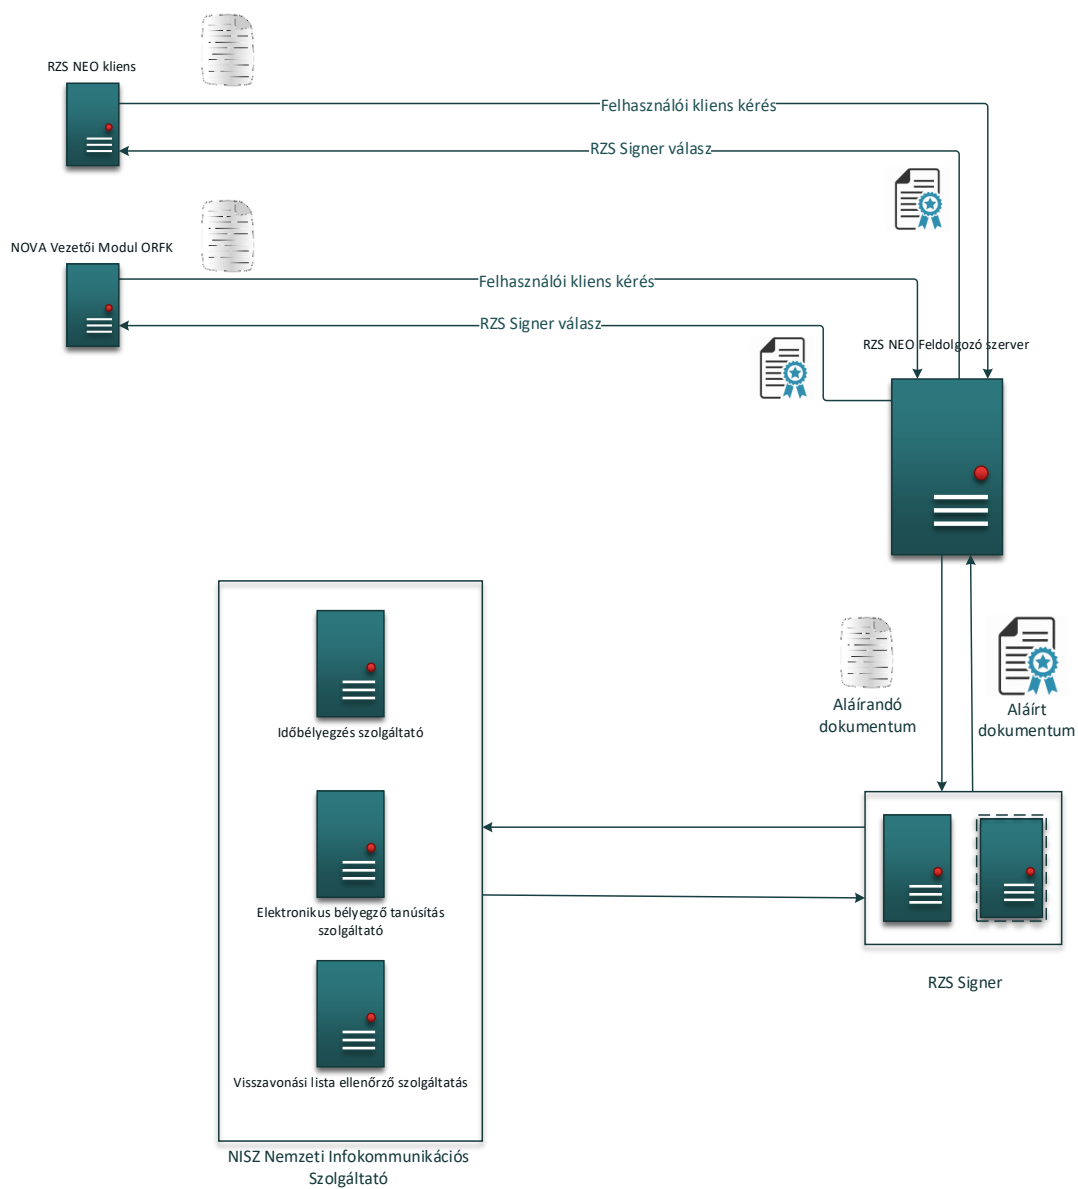 RZS NEO kliens
Felhasználói kliens kérés
RZS Signer válasz
NOVA Vezetői Modul ORFK
Felhasználói kliens kérés
RZS Signer válasz
RZS NEO Feldolgozó szerver
Aláírandó
dokumentum
Aláírt
dokumentum
Időbélyegzés szolgáltató
Elektronikus bélyegző tanúsítás
szolgáltató
RZS Signer
Visszavonási lista ellenőrző szolgáltatás
NISZ Nemzeti Infokommunikációs
Szolgáltató